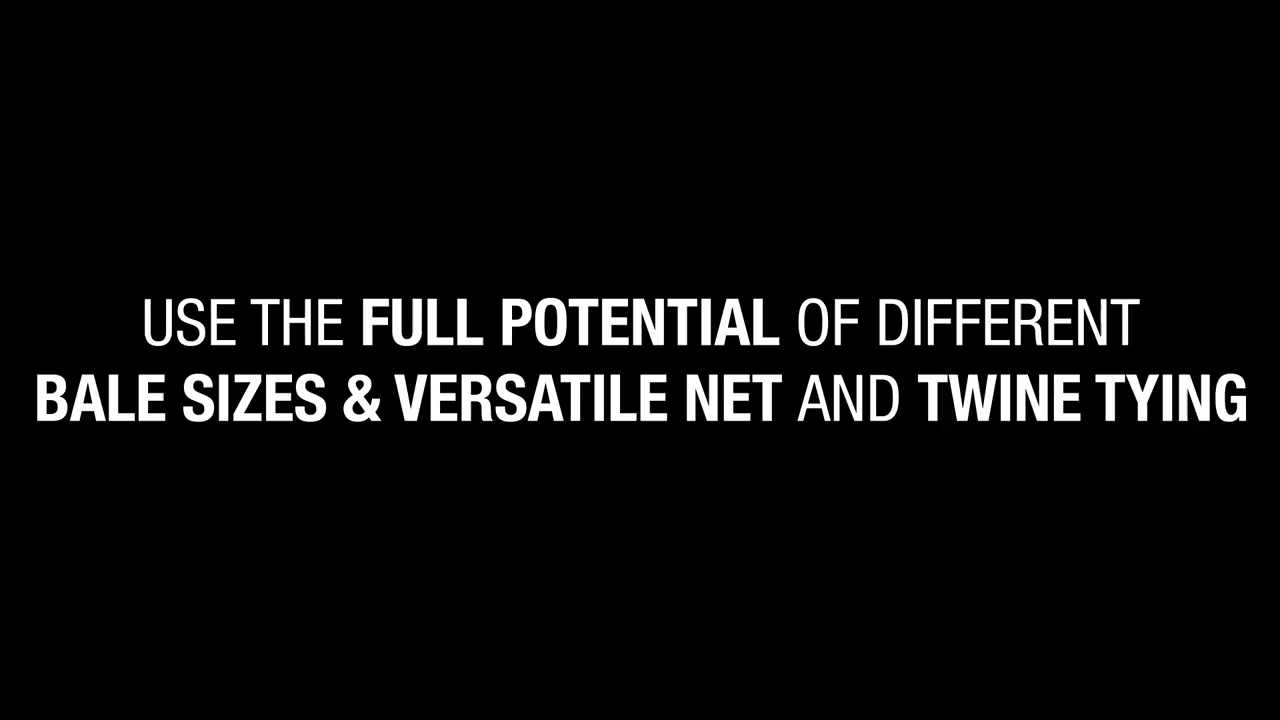 USE THE FULL POTENTIAL OF DIFFERENT
BALE SIZES & VERSATILE NET AND TWINE TYING